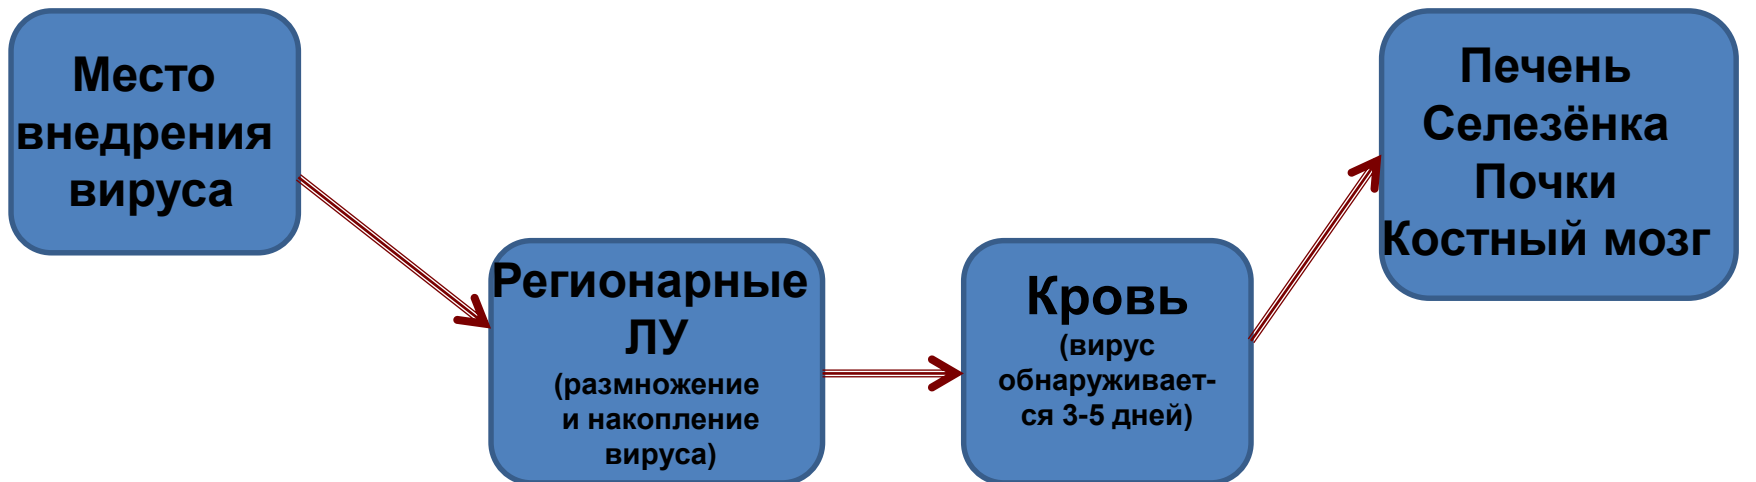 Место
внедрения
вируса
Регионарные
ЛУ
(размножение
и накопление
вируса)
Кровь
(вирус
обнаруживает-
ся 3-5 дней)
Печень
Селезёнка
Почки
Костный мозг